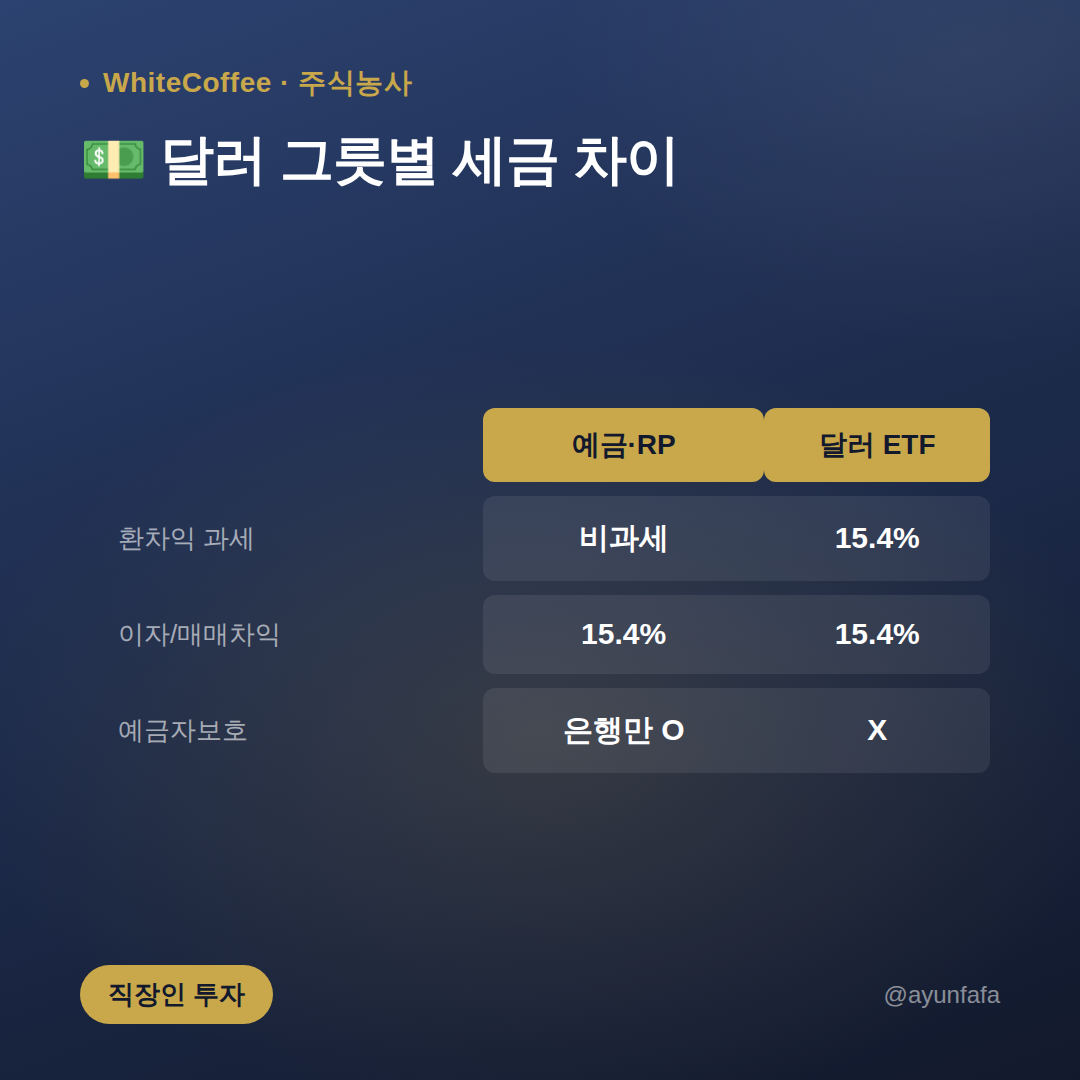 • WhiteCoffee · 주식농사
💵 달러 그릇별 세금 차이
예금·RP 달러 ETF
환차익 과세 비과세 15.4%
이자/매매차익 15.4% 15.4%
예금자보호 은행만 O X
직장인 투자 @ayunfafa